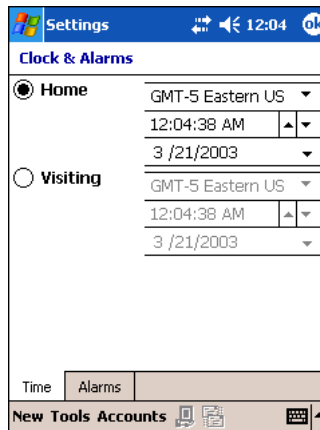 Settings 12:04 ok
Clock & Alarms
Home GMT-5 Eastern US
12:04:38 AM
3 /21/2003
Visiting GMT-5 Eastern US
12:04:38 AM
3 /21/2003
Time Alarms
New Tools Accounts